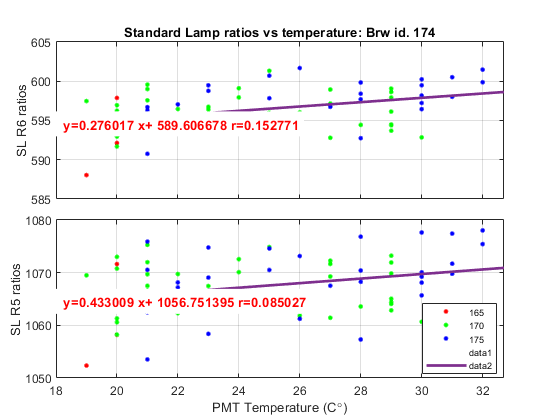 Standard Lamp ratios vs temperature: Brw id. 174
605
600
595
590
585
SL R6 ratios
y=0.276017 x+ 589.606678 r=0.152771
1080
1070
1060
1050
SL R5 ratios
y=0.433009 x+ 1056.751395 r=0.085027
165
170
175
data1
data2
18 20 22 24 26 28 30 32
PMT Temperature (C°)